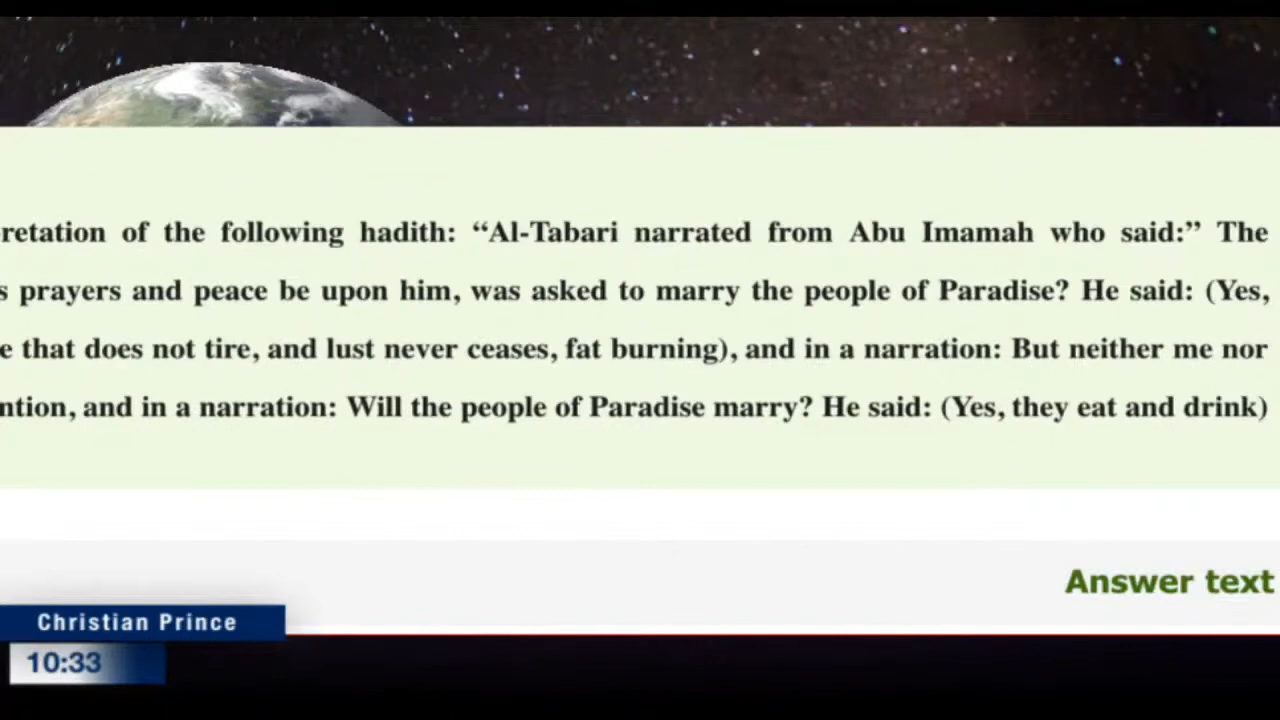 retation of the following hadith: “Al-Tabari narrated from Abu Imamah who said:” The
s prayers and peace be upon him, was asked to marry the people of Paradise? He said: (Yes,
e that does not tire, and lust never ceases, fat burning), and in a narration: But neither me nor
ntion, and in a narration: Will the people of Paradise marry? He said: (Yes, they eat and drink)
Answer text
Christian Prince
10:33